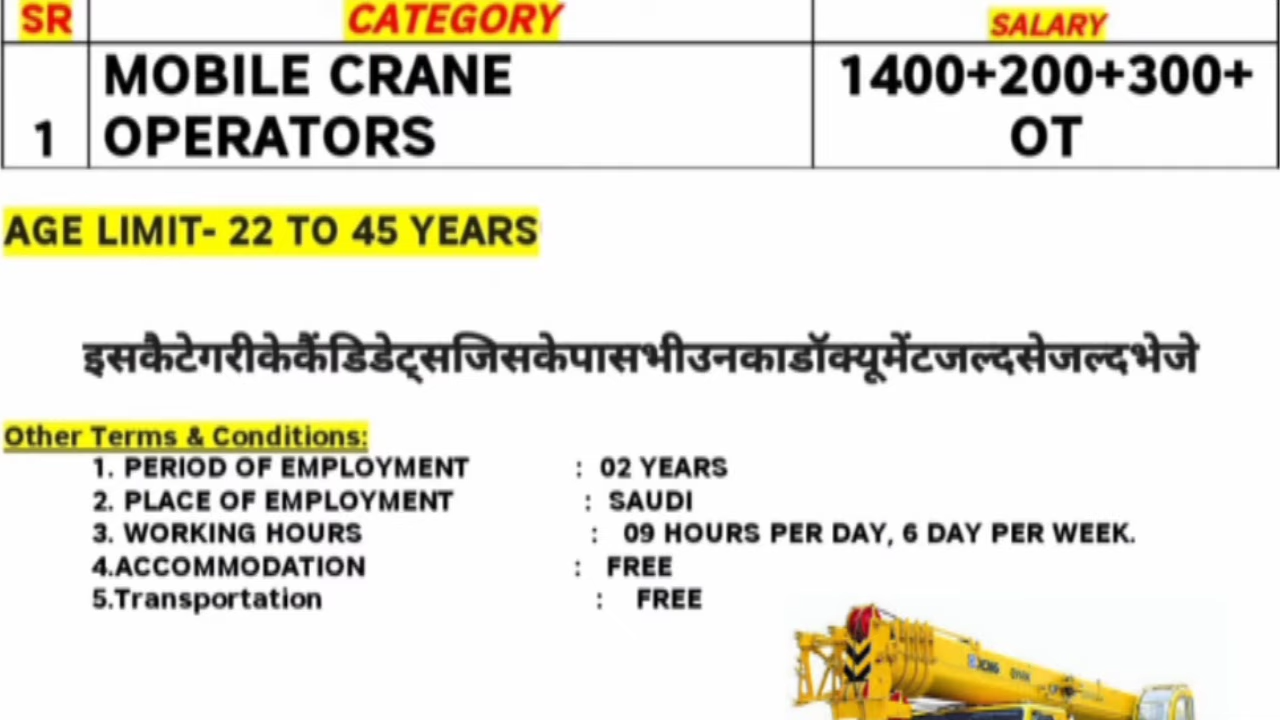 SR CATEGORY SALARY
1 MOBILE CRANE OPERATORS 1400+200+300+ OT
AGE LIMIT- 22 TO 45 YEARS
इसकैटेगरीकेकैंडिडेट्सजिसकेपासभीउनकाडॉक्यूमेंटजल्दसेजल्दभेजे
Other Terms & Conditions:
1. PERIOD OF EMPLOYMENT : 02 YEARS
2. PLACE OF EMPLOYMENT : SAUDI
3. WORKING HOURS : 09 HOURS PER DAY, 6 DAY PER WEEK.
4.ACCOMMODATION : FREE
5.Transportation : FREE
XCMG